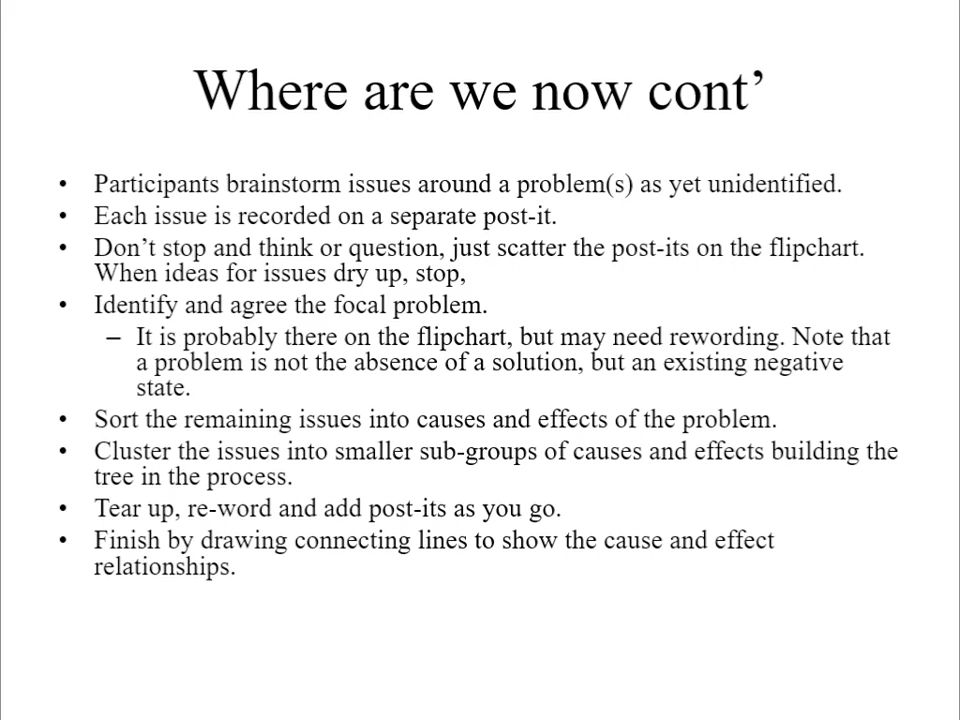 Where are we now cont’
• Participants brainstorm issues around a problem(s) as yet unidentified.
• Each issue is recorded on a separate post-it.
• Don’t stop and think or question, just scatter the post-its on the flipchart.
When ideas for issues dry up, stop,
• Identify and agree the focal problem.
– It is probably there on the flipchart, but may need rewording. Note that
a problem is not the absence of a solution, but an existing negative
state.
• Sort the remaining issues into causes and effects of the problem.
• Cluster the issues into smaller sub-groups of causes and effects building the
tree in the process.
• Tear up, re-word and add post-its as you go.
• Finish by drawing connecting lines to show the cause and effect
relationships.